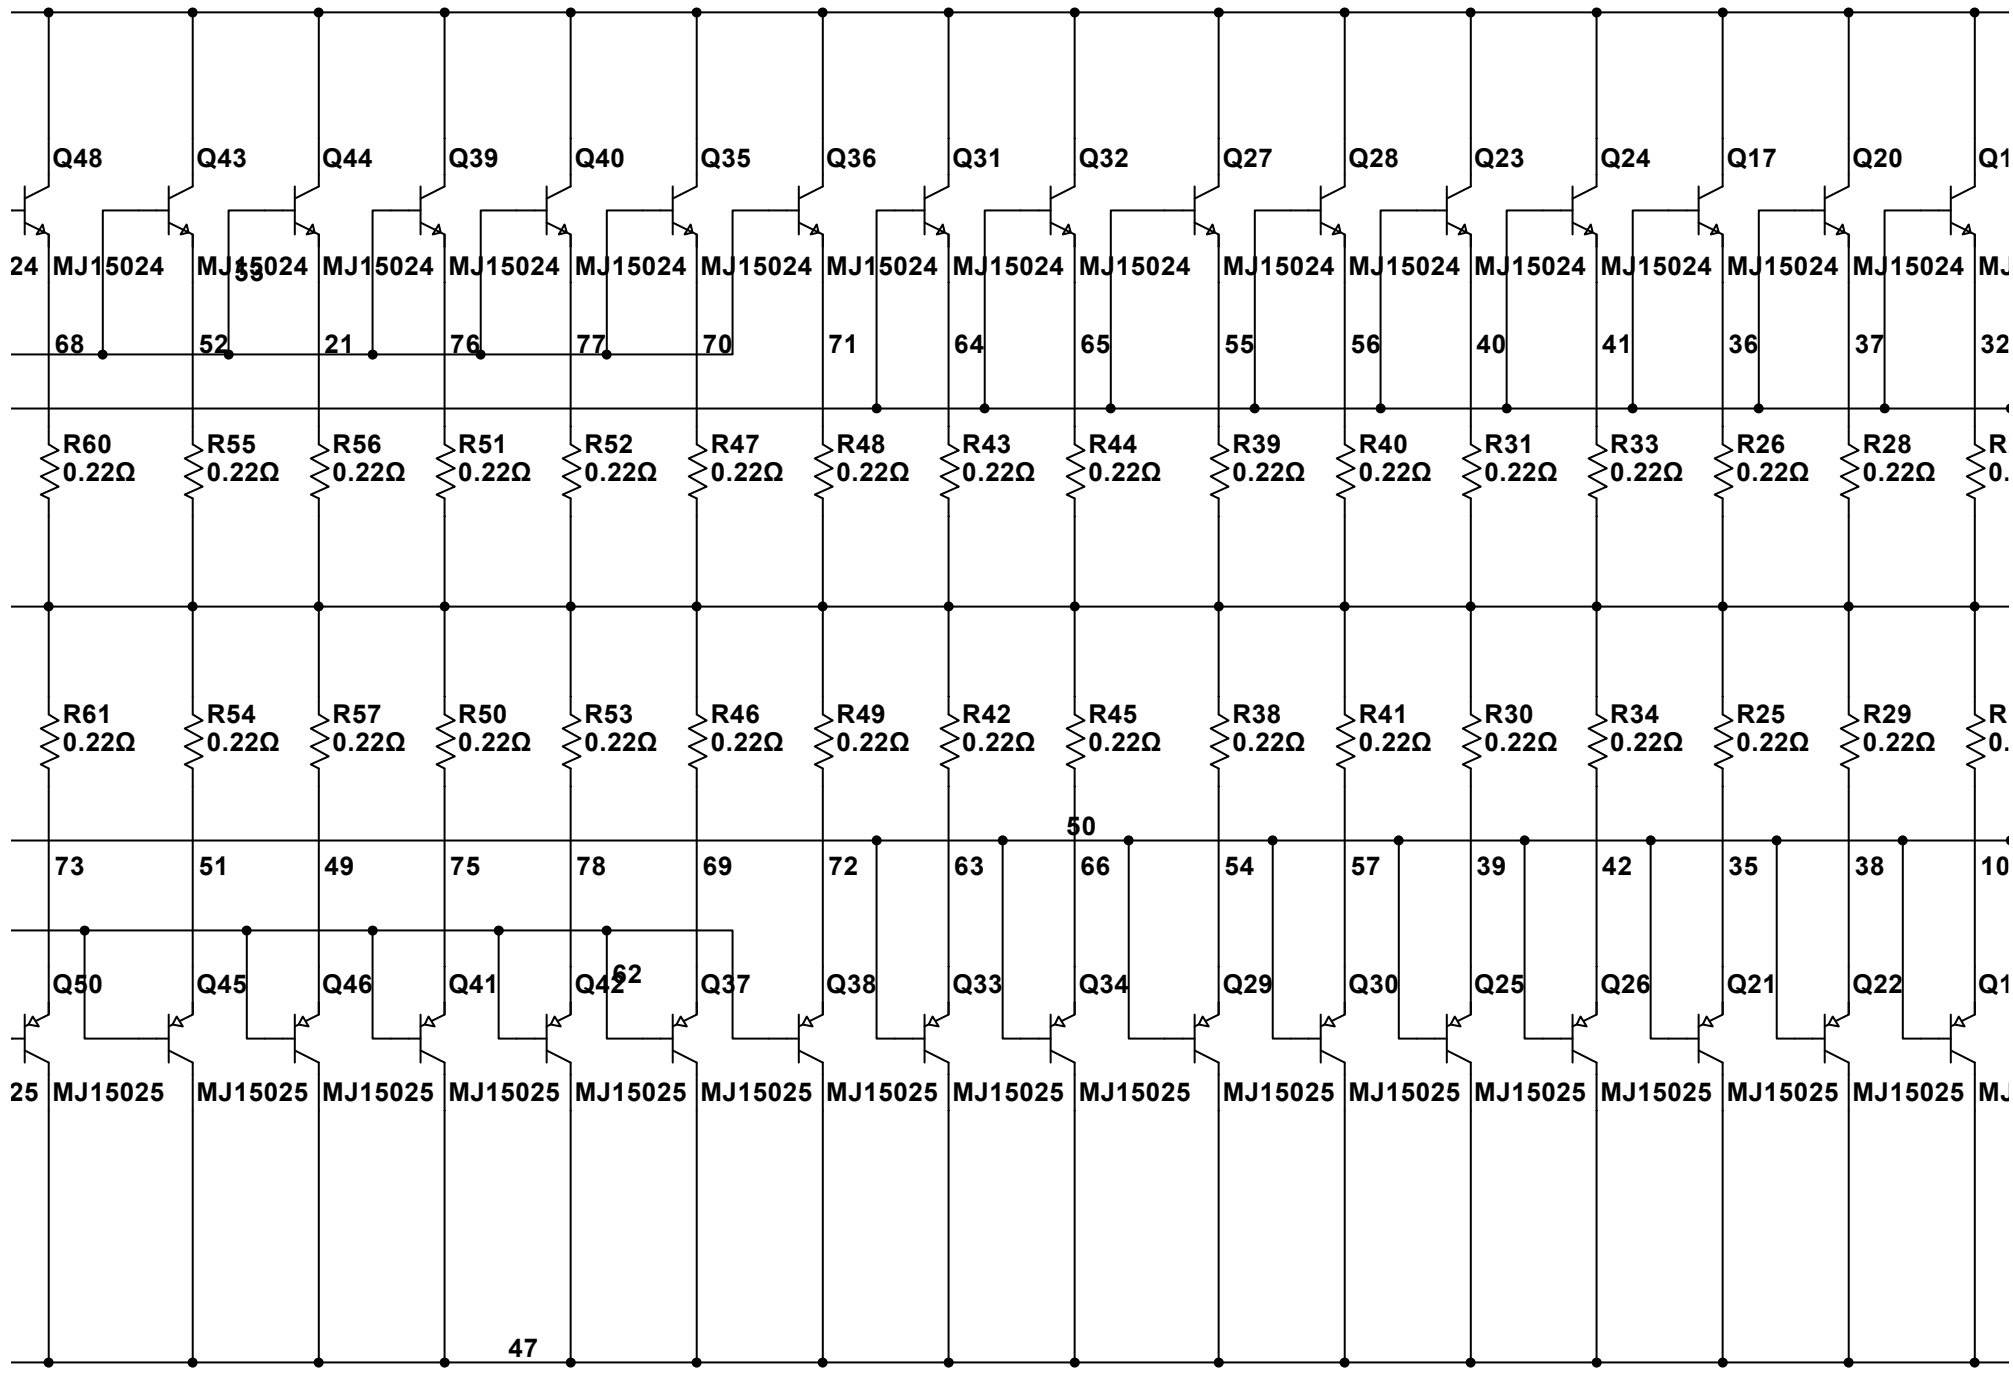 Q48 Q43 Q44 Q39 Q40 Q35 Q36 Q31 Q32 Q27 Q28 Q23 Q24 Q17 Q20 Q1
24 MJ15024 MJ15024 MJ15024 MJ15024 MJ15024 MJ15024 MJ15024 MJ15024 MJ15024 MJ15024 MJ15024 MJ15024 MJ15024 MJ15024 MJ15024 MJ
53
68 52 21 76 77 70 71 64 65 55 56 40 41 36 37 32
R60 R55 R56 R51 R52 R47 R48 R43 R44 R39 R40 R31 R33 R26 R28 R
0.22Ω 0.22Ω 0.22Ω 0.22Ω 0.22Ω 0.22Ω 0.22Ω 0.22Ω 0.22Ω 0.22Ω 0.22Ω 0.22Ω 0.22Ω 0.22Ω 0.22Ω 0.
R61 R54 R57 R50 R53 R46 R49 R42 R45 R38 R41 R30 R34 R25 R29 R
0.22Ω 0.22Ω 0.22Ω 0.22Ω 0.22Ω 0.22Ω 0.22Ω 0.22Ω 0.22Ω 0.22Ω 0.22Ω 0.22Ω 0.22Ω 0.22Ω 0.22Ω 0.
50
73 51 49 75 78 69 72 63 66 54 57 39 42 35 38 10
62
Q50 Q45 Q46 Q41 Q42 Q37 Q38 Q33 Q34 Q29 Q30 Q25 Q26 Q21 Q22 Q1
25 MJ15025 MJ15025 MJ15025 MJ15025 MJ15025 MJ15025 MJ15025 MJ15025 MJ15025 MJ15025 MJ15025 MJ15025 MJ15025 MJ15025 MJ15025 MJ
47